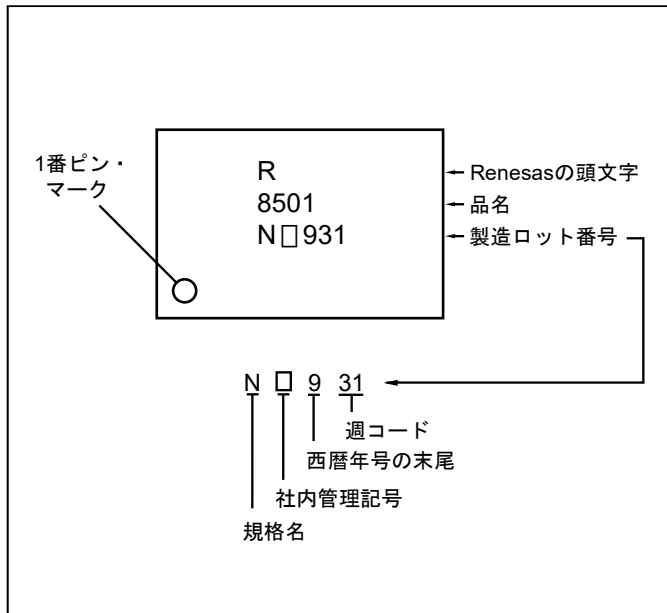 1番ピン・
マーク
R
8501
N□931
Renesasの頭文字
品名
製造ロット番号
N □ 9 31
週コード
西暦年号の末尾
社内管理記号
規格名